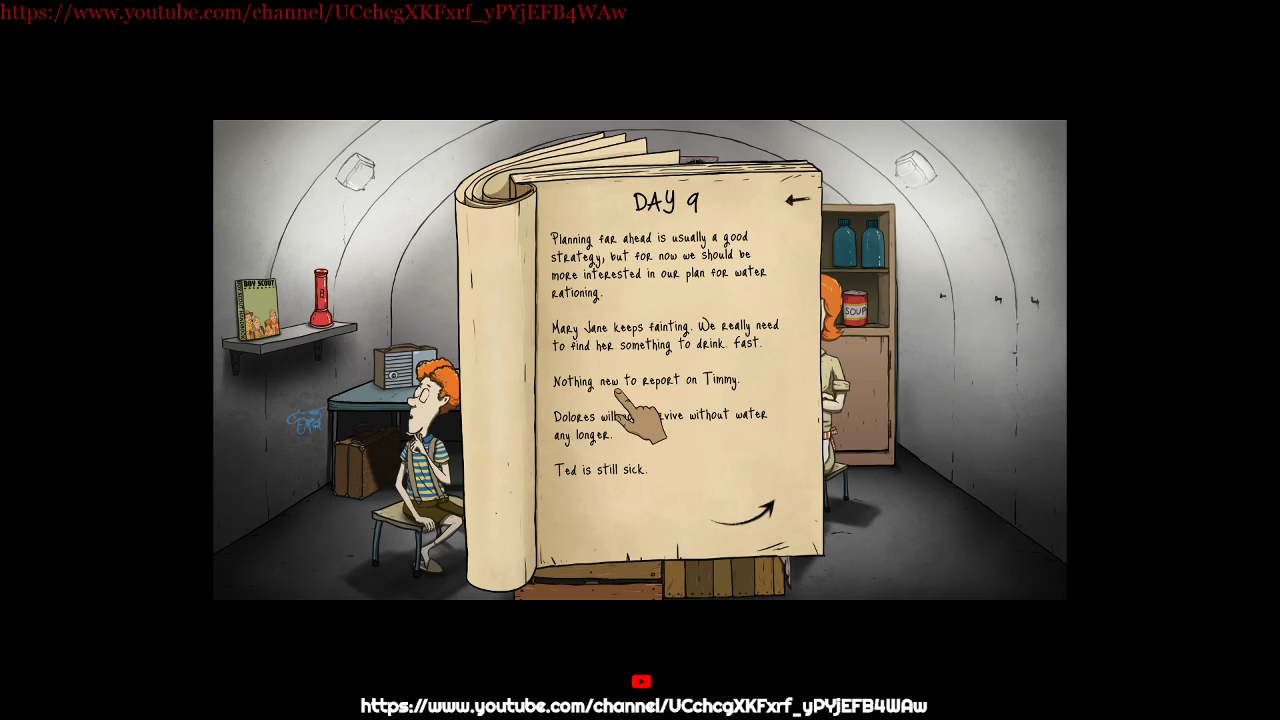 https://www.youtube.com/channel/UCchcgXKFxrf_yPYjEFB4WAw
DAY 9
Planning far ahead is usually a good
strategy, but for now we should be
more interested in our plan for water
rationing.
Mary Jane keeps fainting. We really need
to find her something to drink. Fast.
Nothing new to report on Timmy.
Dolores will water
any longer.
Ted is still sick.
BOY SCOUT
SOUP
https://www.youtube.com/channel/UCchcgXKFxrf_yPYjEFB4WAw